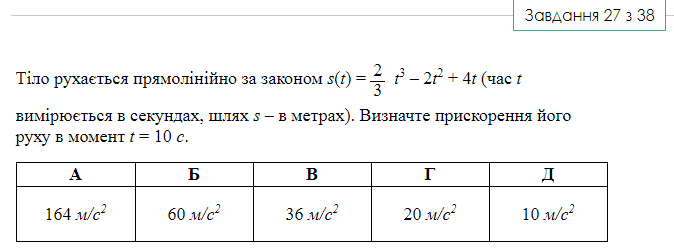 Завдання 27 з 38
Тіло рухається прямолінійно за законом s(t) = 2/3 t³ – 2t² + 4t (час t
вимірюється в секундах, шлях s – в метрах). Визначте прискорення його
руху в момент t = 10 c.
А Б В Г Д
164 м/с² 60 м/с² 36 м/с² 20 м/с² 10 м/с²